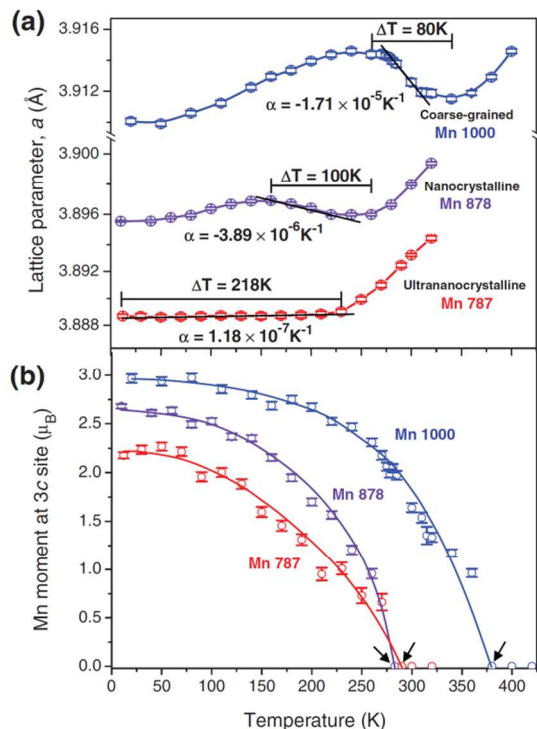 (a)
3.916
3.912
3.900
3.896
3.892
3.888
Lattice parameter, a (Å)
ΔT = 80K
α = -1.71 × 10⁻⁵K⁻¹
Coarse-grained
Mn 1000
ΔT = 100K
Nanocrystalline
Mn 878
α = -3.89 × 10⁻⁶K⁻¹
ΔT = 218K
Ultrananocrystalline
Mn 787
α = 1.18 × 10⁻⁷K⁻¹
(b)
3.0
2.5
2.0
1.5
1.0
0.5
0.0
Mn moment at 3c site (μB)
Mn 1000
Mn 878
Mn 787
0 50 100 150 200 250 300 350 400
Temperature (K)